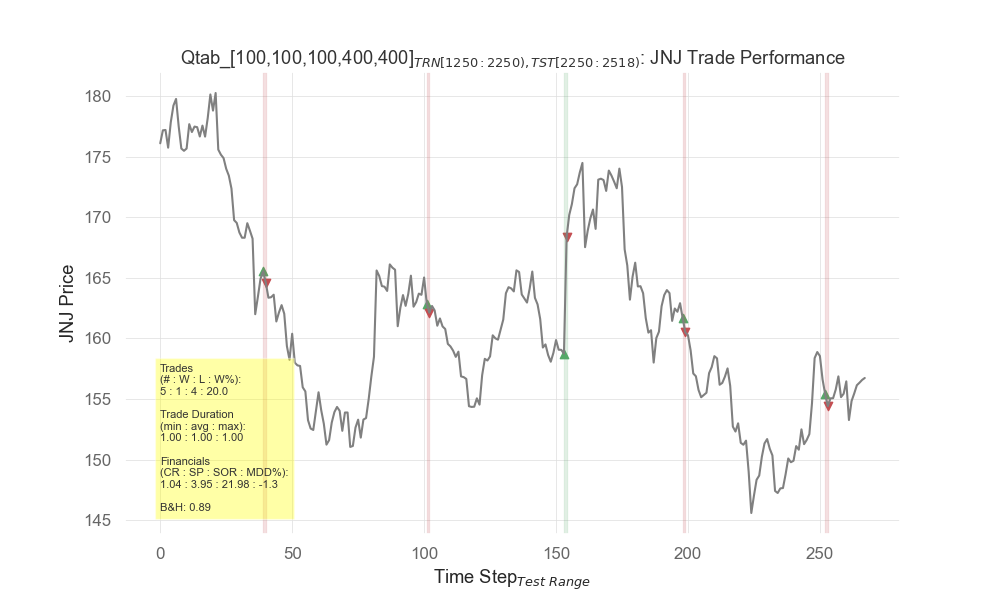 Qtab_[100,100,100,400,400]TRN[1250:2250),TST[2250:2518): JNJ Trade Performance
JNJ Price
180
175
170
165
160
155
150
145
Trades
(# : W : L : W%):
5 : 1 : 4 : 20.0
Trade Duration
(min : avg : max):
1.00 : 1.00 : 1.00
Financials
(CR : SP : SOR : MDD%):
1.04 : 3.95 : 21.98 : -1.3
B&H: 0.89
0 50 100 150 200 250
Time StepTest Range